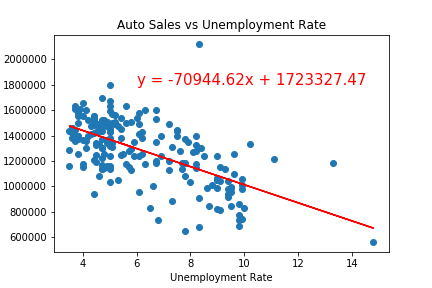 Auto Sales vs Unemployment Rate
2000000
1800000
1600000
1400000
1200000
1000000
800000
600000
y = -70944.62x + 1723327.47
4 6 8 10 12 14
Unemployment Rate